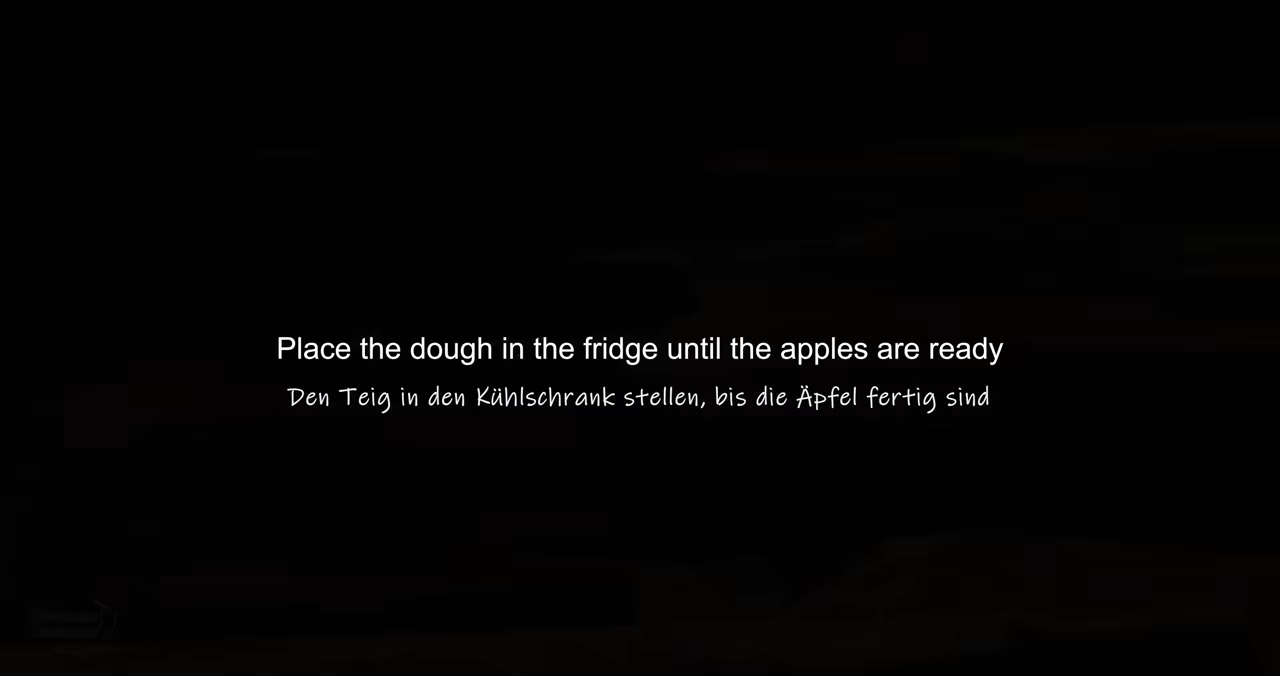 Place the dough in the fridge until the apples are ready
Den Teig in den Kühlschrank stellen, bis die Äpfel fertig sind